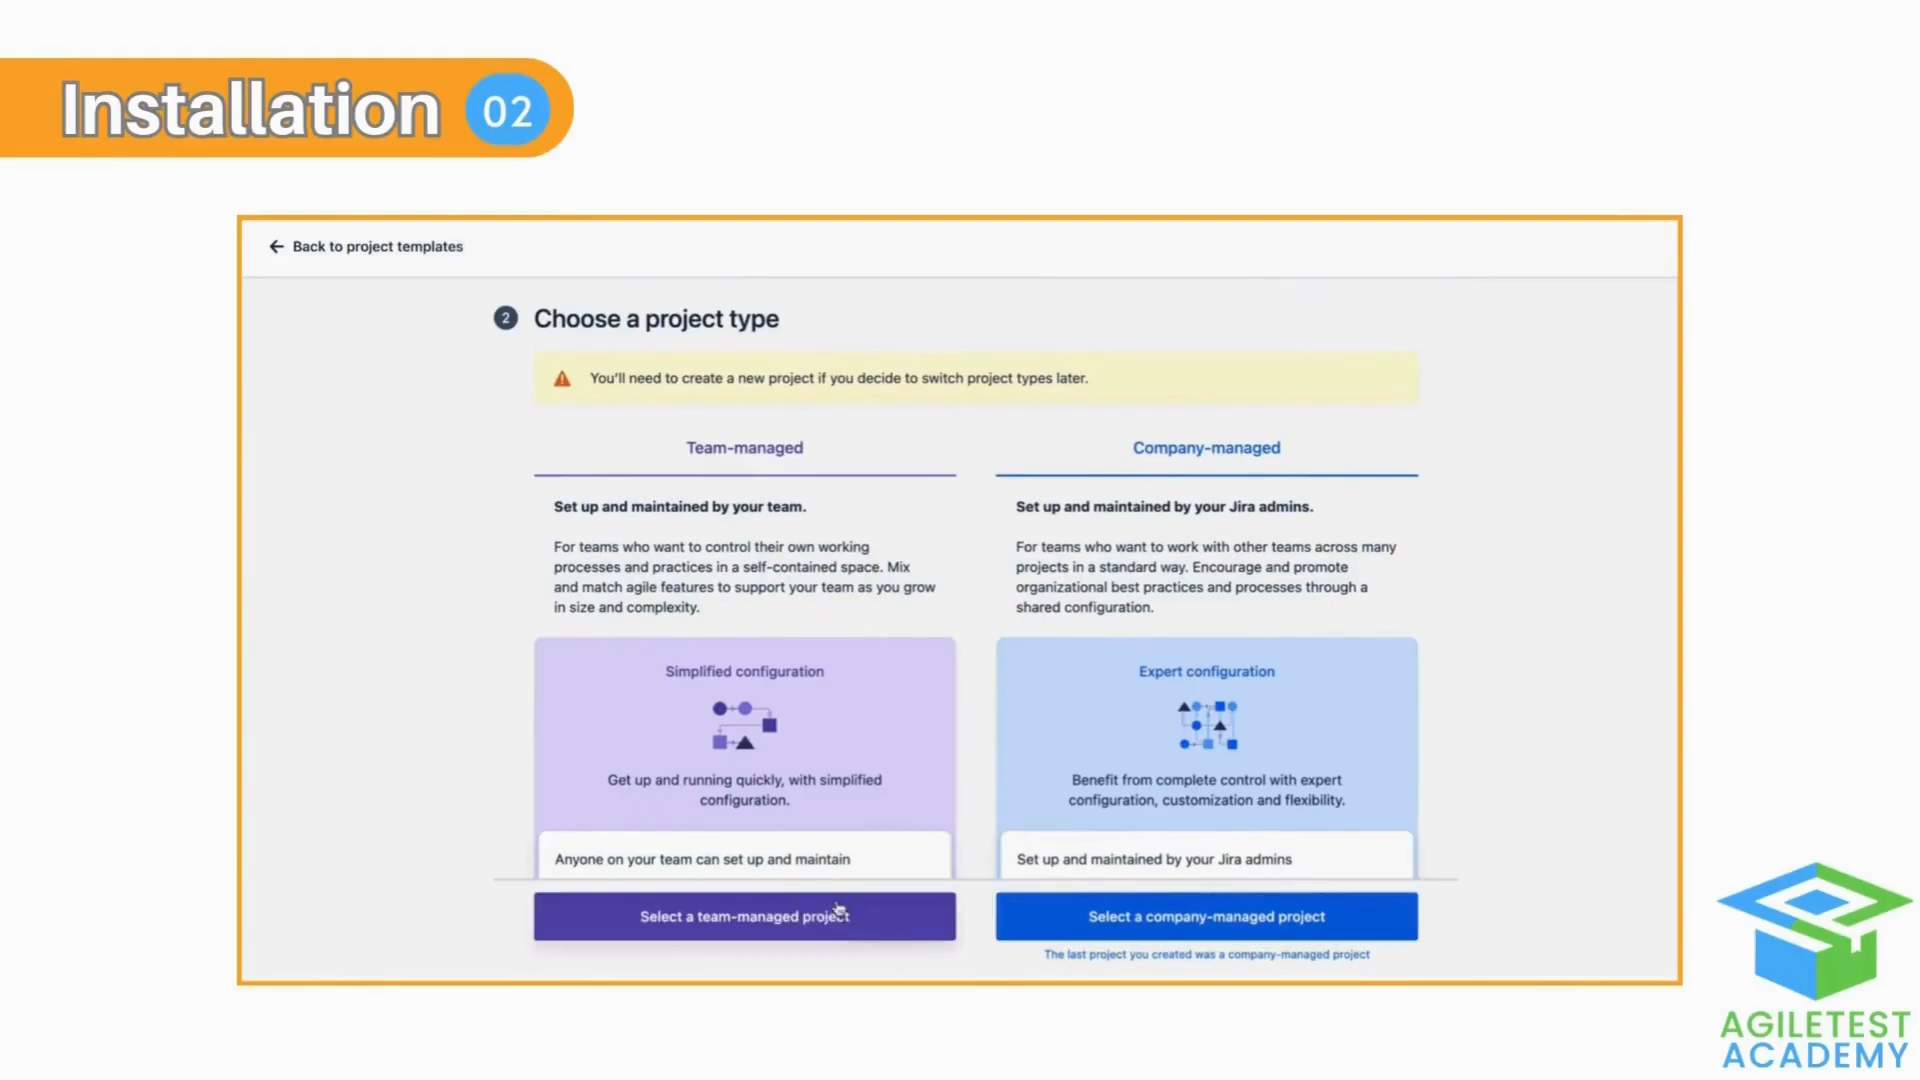 Installation 02
Back to project templates
2 Choose a project type
You'll need to create a new project if you decide to switch project types later.
Team-managed
Set up and maintained by your team.
For teams who want to control their own working
processes and practices in a self-contained space. Mix
and match agile features to support your team as you grow
in size and complexity.
Simplified configuration
Get up and running quickly, with simplified
configuration.
Anyone on your team can set up and maintain
Select a team-managed project
Company-managed
Set up and maintained by your Jira admins.
For teams who want to work with other teams across many
projects in a standard way. Encourage and promote
organizational best practices and processes through a
shared configuration.
Expert configuration
Benefit from complete control with expert
configuration, customization and flexibility.
Set up and maintained by your Jira admins
Select a company-managed project
The last project you created was a company-managed project
AGILETEST
ACADEMY